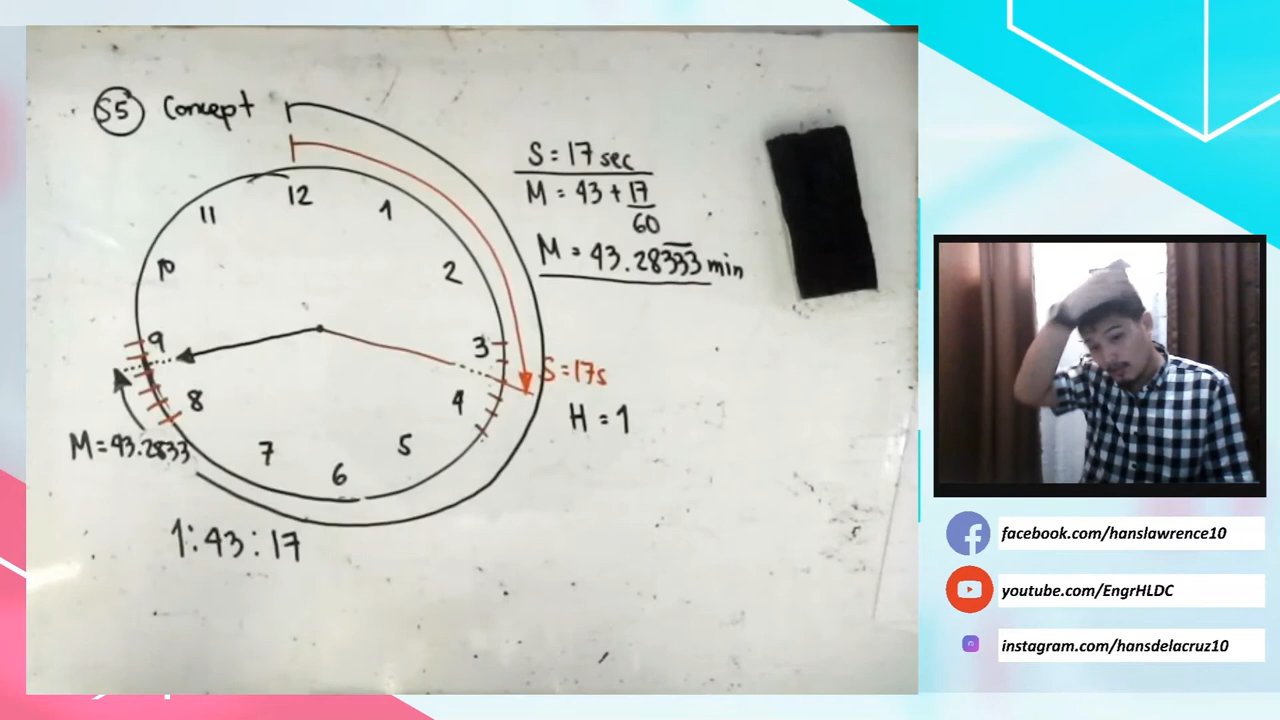 S5 Concept
S = 17 sec
M = 43 + 17/60
M = 43.28333 min
12
1
2
3
4
5
6
7
8
9
10
11
S = 17s
H = 1
M = 43.2833
1:43:17
facebook.com/hanslawrence10
youtube.com/EngrHLDC
instagram.com/hansdelacruz10